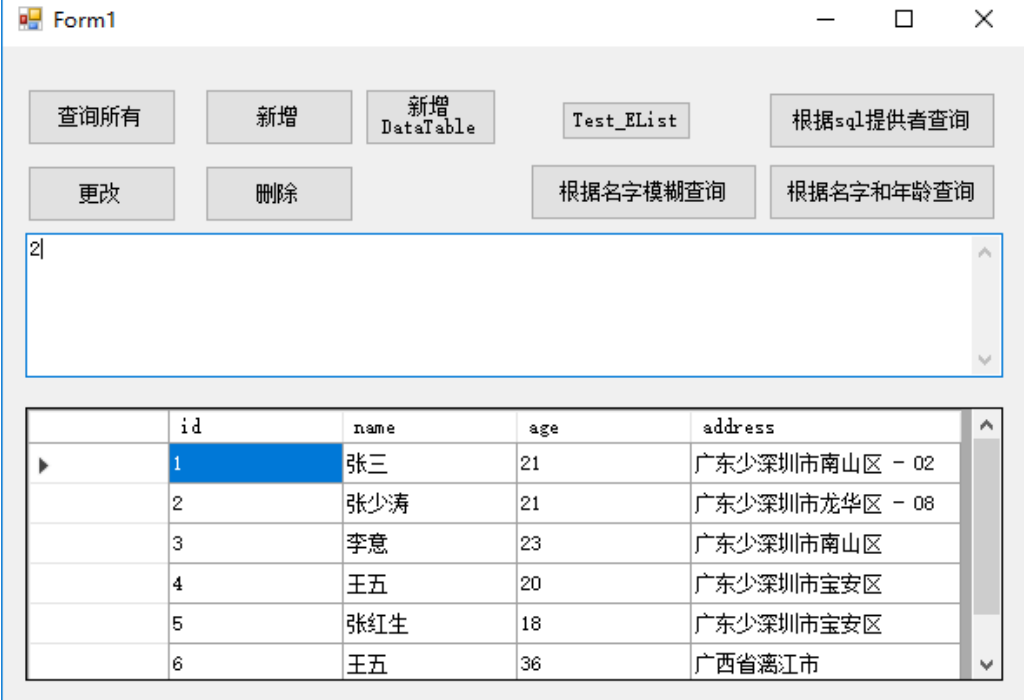 Form1
查询所有
新增
新增
DataTable
Test_EList
根据sql提供者查询
更改
删除
根据名字模糊查询
根据名字和年龄查询
2
id name age address
1 张三 21 广东少深圳市南山区 - 02
2 张少涛 21 广东少深圳市龙华区 - 08
3 李意 23 广东少深圳市南山区
4 王五 20 广东少深圳市宝安区
5 张红生 18 广东少深圳市宝安区
6 王五 36 广西省漓江市